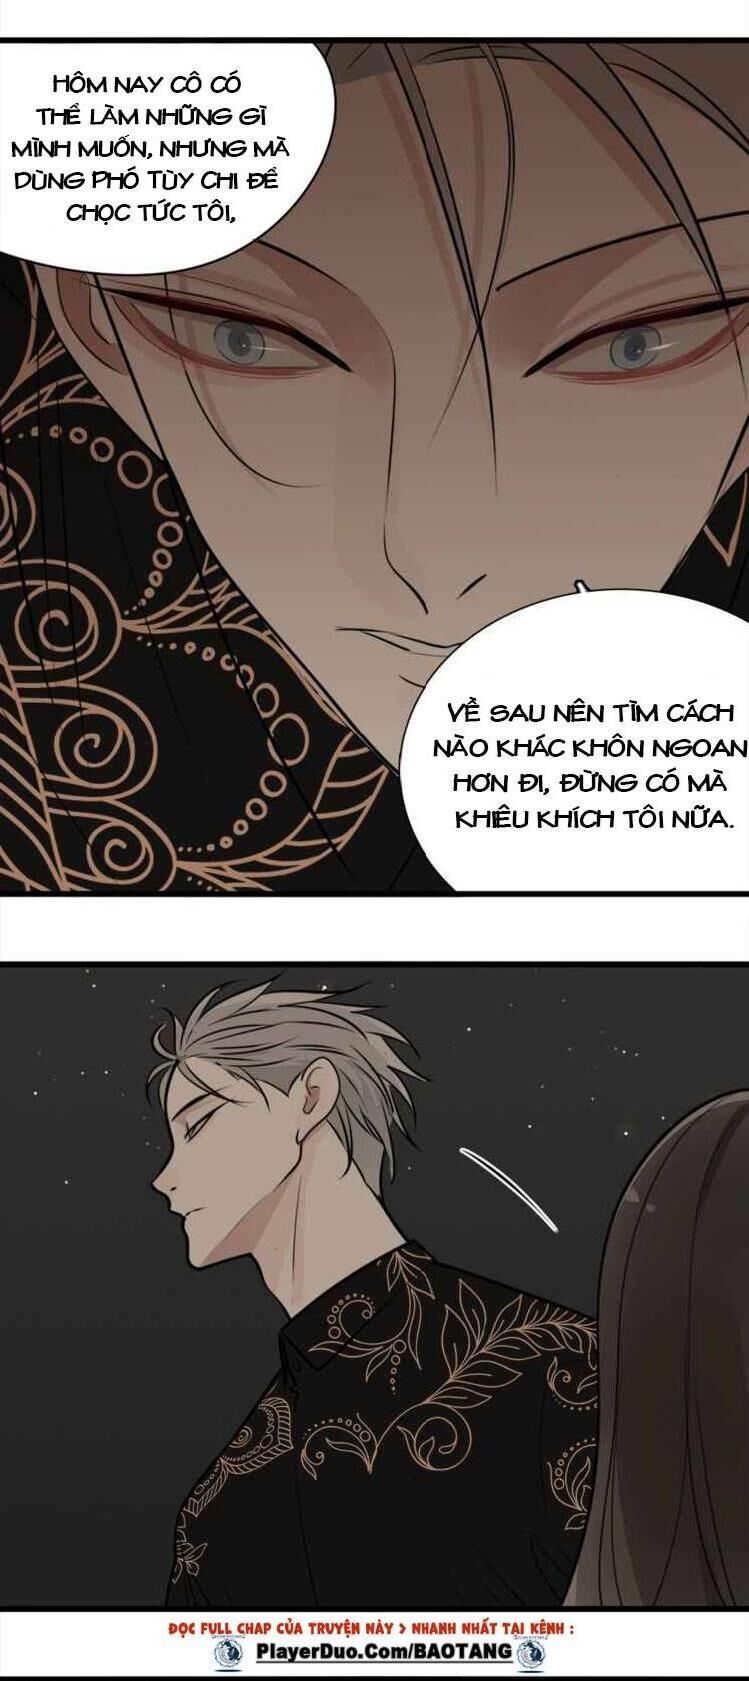 HÔM NAY CÔ CÓ
THỂ LÀM NHỮNG GÌ
MÌNH MUỐN, NHƯNG MÀ
DÙNG PHÓ TÙY CHI ĐỂ
CHỌC TỨC TÔI,
VỀ SAU NÊN TÌM CÁCH
NÀO KHÁC KHÔN NGOAN
HƠN ĐI, ĐỪNG CÓ MÀ
KHIÊU KHÍCH TÔI NỮA.
ĐỌC FULL CHAP CỦA TRUYỆN NÀY > NHANH NHẤT TẠI KÊNH :
PLAYERDUO.COM/BAOTANG